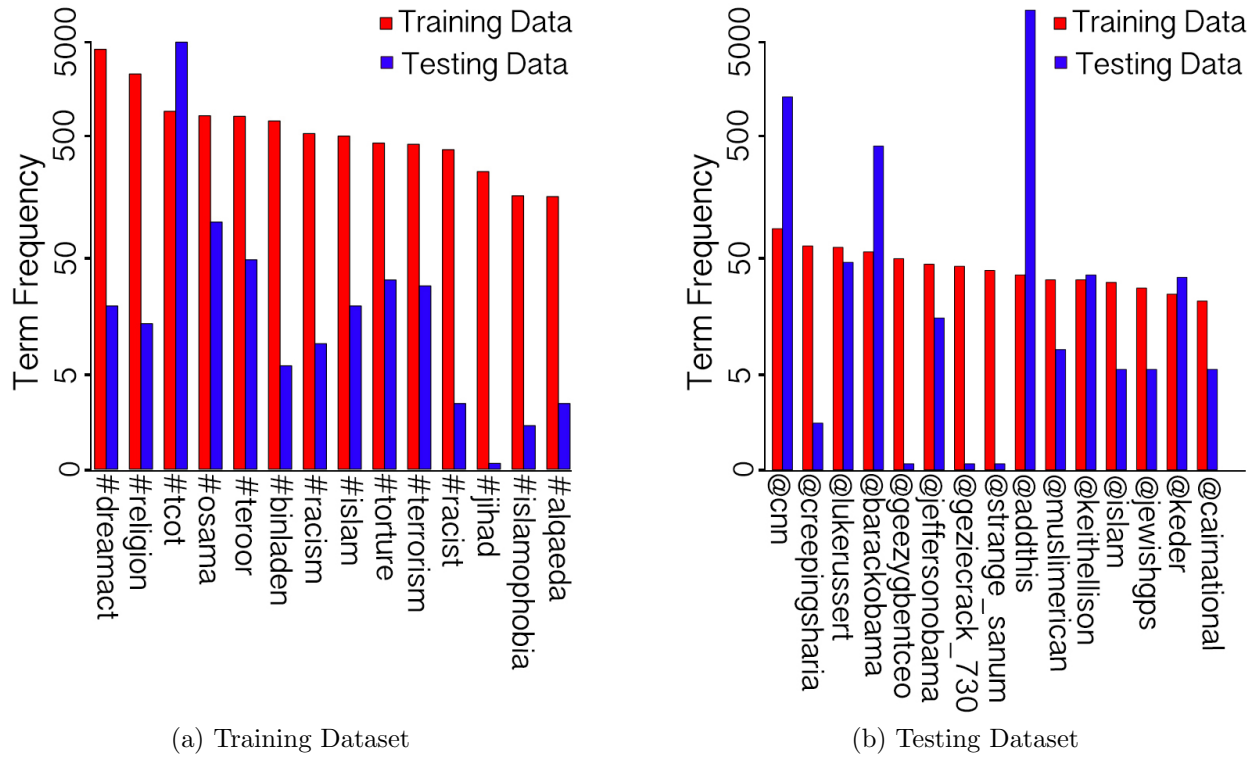 Training Data
Testing Data
Term Frequency
5000
500
50
5
0
#dreamact
#religion
#tcot
#osama
#teroor
#binladen
#racism
#islam
#torture
#terrorism
#racist
#jihad
#islamophobia
#alqaeda
(a) Training Dataset
Training Data
Testing Data
Term Frequency
5000
500
50
5
0
@cnn
@creepingsharia
@lukerussert
@barackobama
@geezygbentceo
@jeffersonobama
@geziecrack_730
@strange_sanum
@addthis
@muslimerican
@keithellison
@islam
@jewishgps
@keder
@cairnational
(b) Testing Dataset